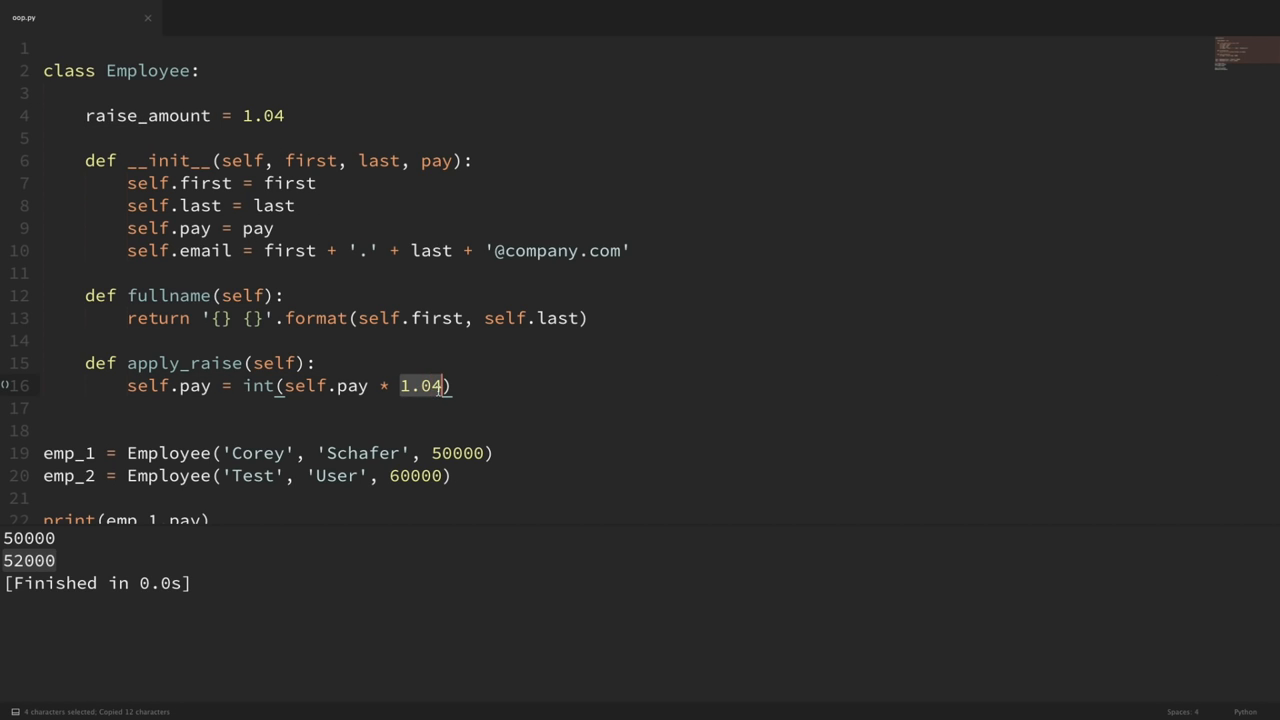 oop.py
1
2 class Employee:
3
4 raise_amount = 1.04
5
6 def __init__(self, first, last, pay):
7 self.first = first
8 self.last = last
9 self.pay = pay
10 self.email = first + '.' + last + '@company.com'
11
12 def fullname(self):
13 return '{} {}'.format(self.first, self.last)
14
15 def apply_raise(self):
16 self.pay = int(self.pay * 1.04)
17
18
19 emp_1 = Employee('Corey', 'Schafer', 50000)
20 emp_2 = Employee('Test', 'User', 60000)
21
22 print(emp_1.pay)
50000
52000
[Finished in 0.0s]
4 characters selected; Copied 12 characters Spaces: 4 Python